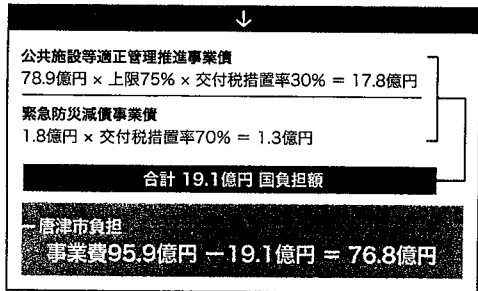 ↓
公共施設等適正管理推進事業債
78.9億円 × 上限75% × 交付税措置率30% = 17.8億円
緊急防災減債事業債
1.8億円 × 交付税措置率70% = 1.3億円
合計 19.1億円 国負担額
唐津市負担
事業費95.9億円 ー19.1億円 = 76.8億円